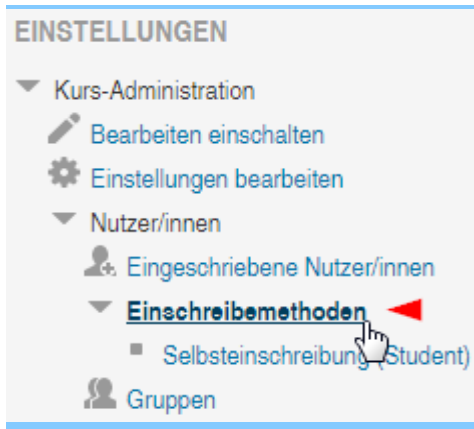 EINSTELLUNGEN
Kurs-Administration
Bearbeiten einschalten
Einstellungen bearbeiten
Nutzer/innen
Eingeschriebene Nutzer/innen
Einschreibemethoden
Selbsteinschreibung (Student)
Gruppen